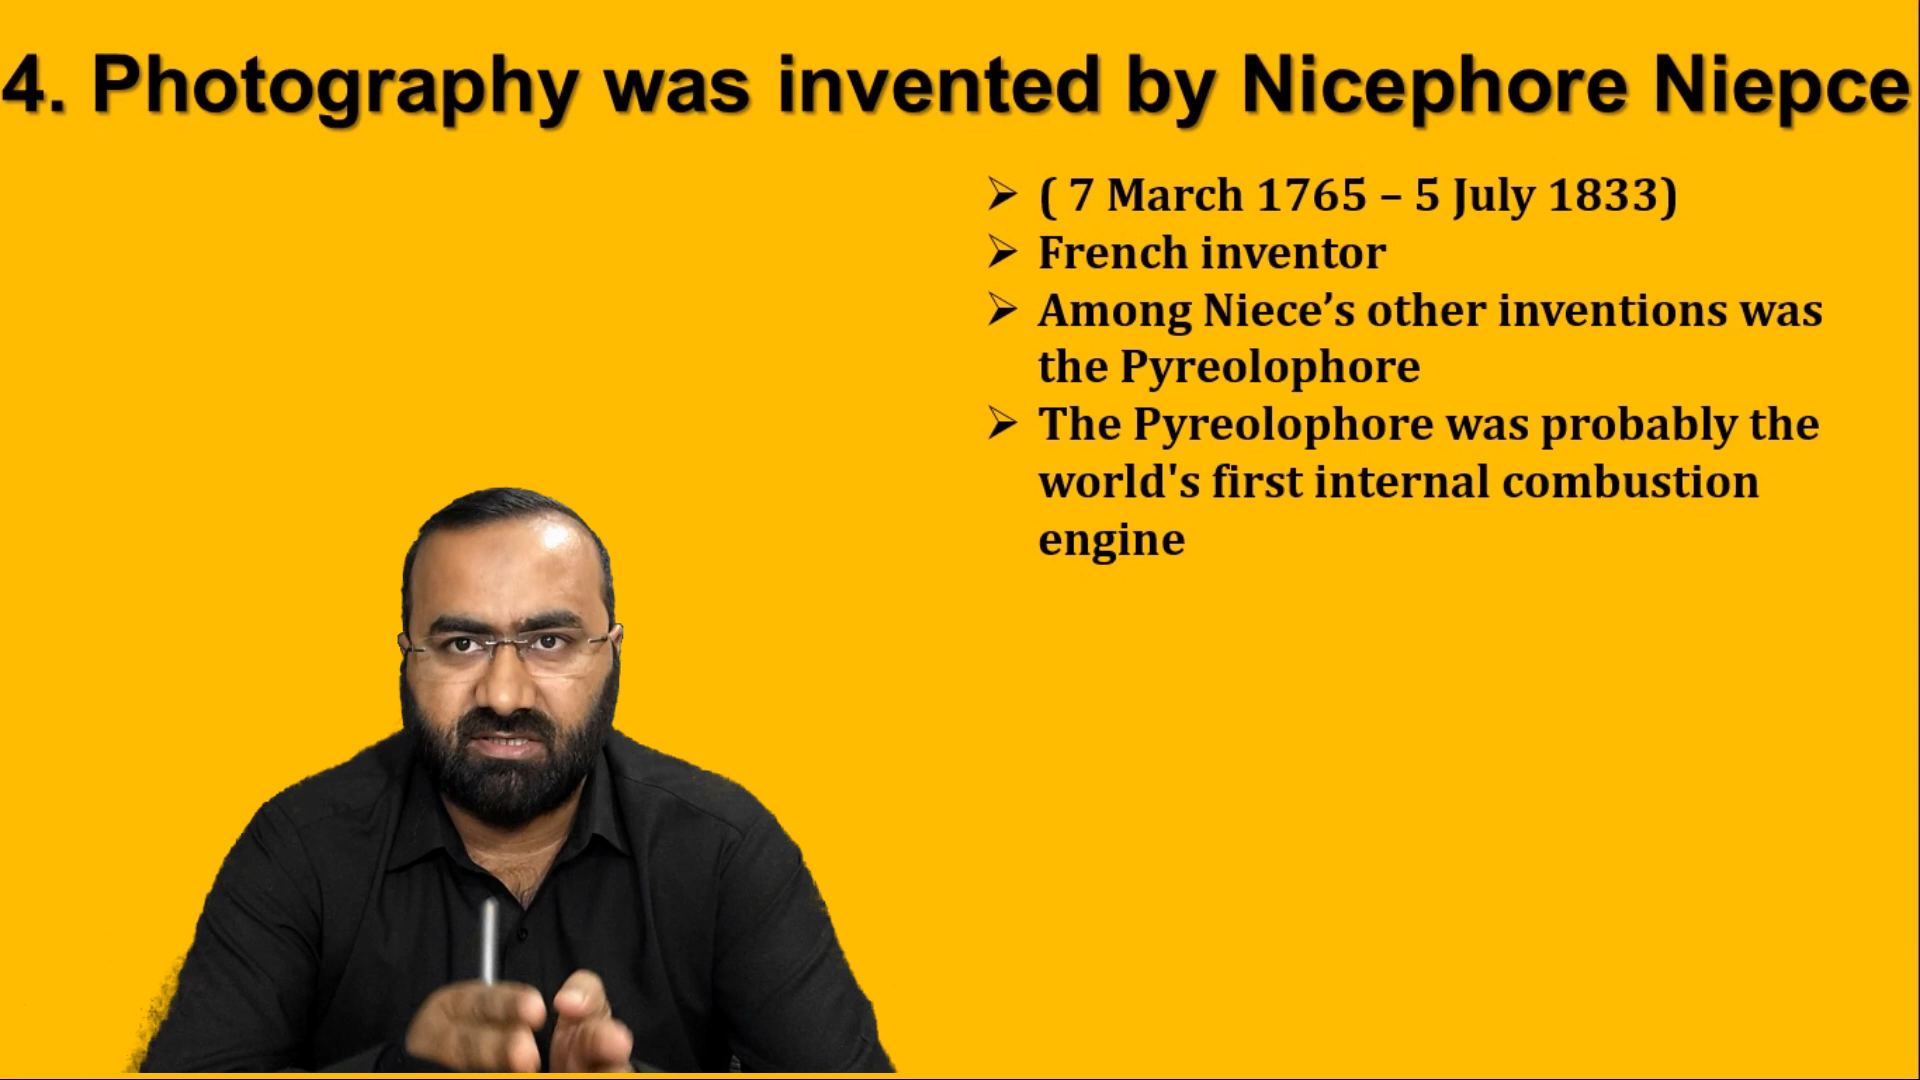 4. Photography was invented by Nicephore Niepce
➢ ( 7 March 1765 – 5 July 1833)
➢ French inventor
➢ Among Niece’s other inventions was
the Pyreolophore
➢ The Pyreolophore was probably the
world's first internal combustion
engine